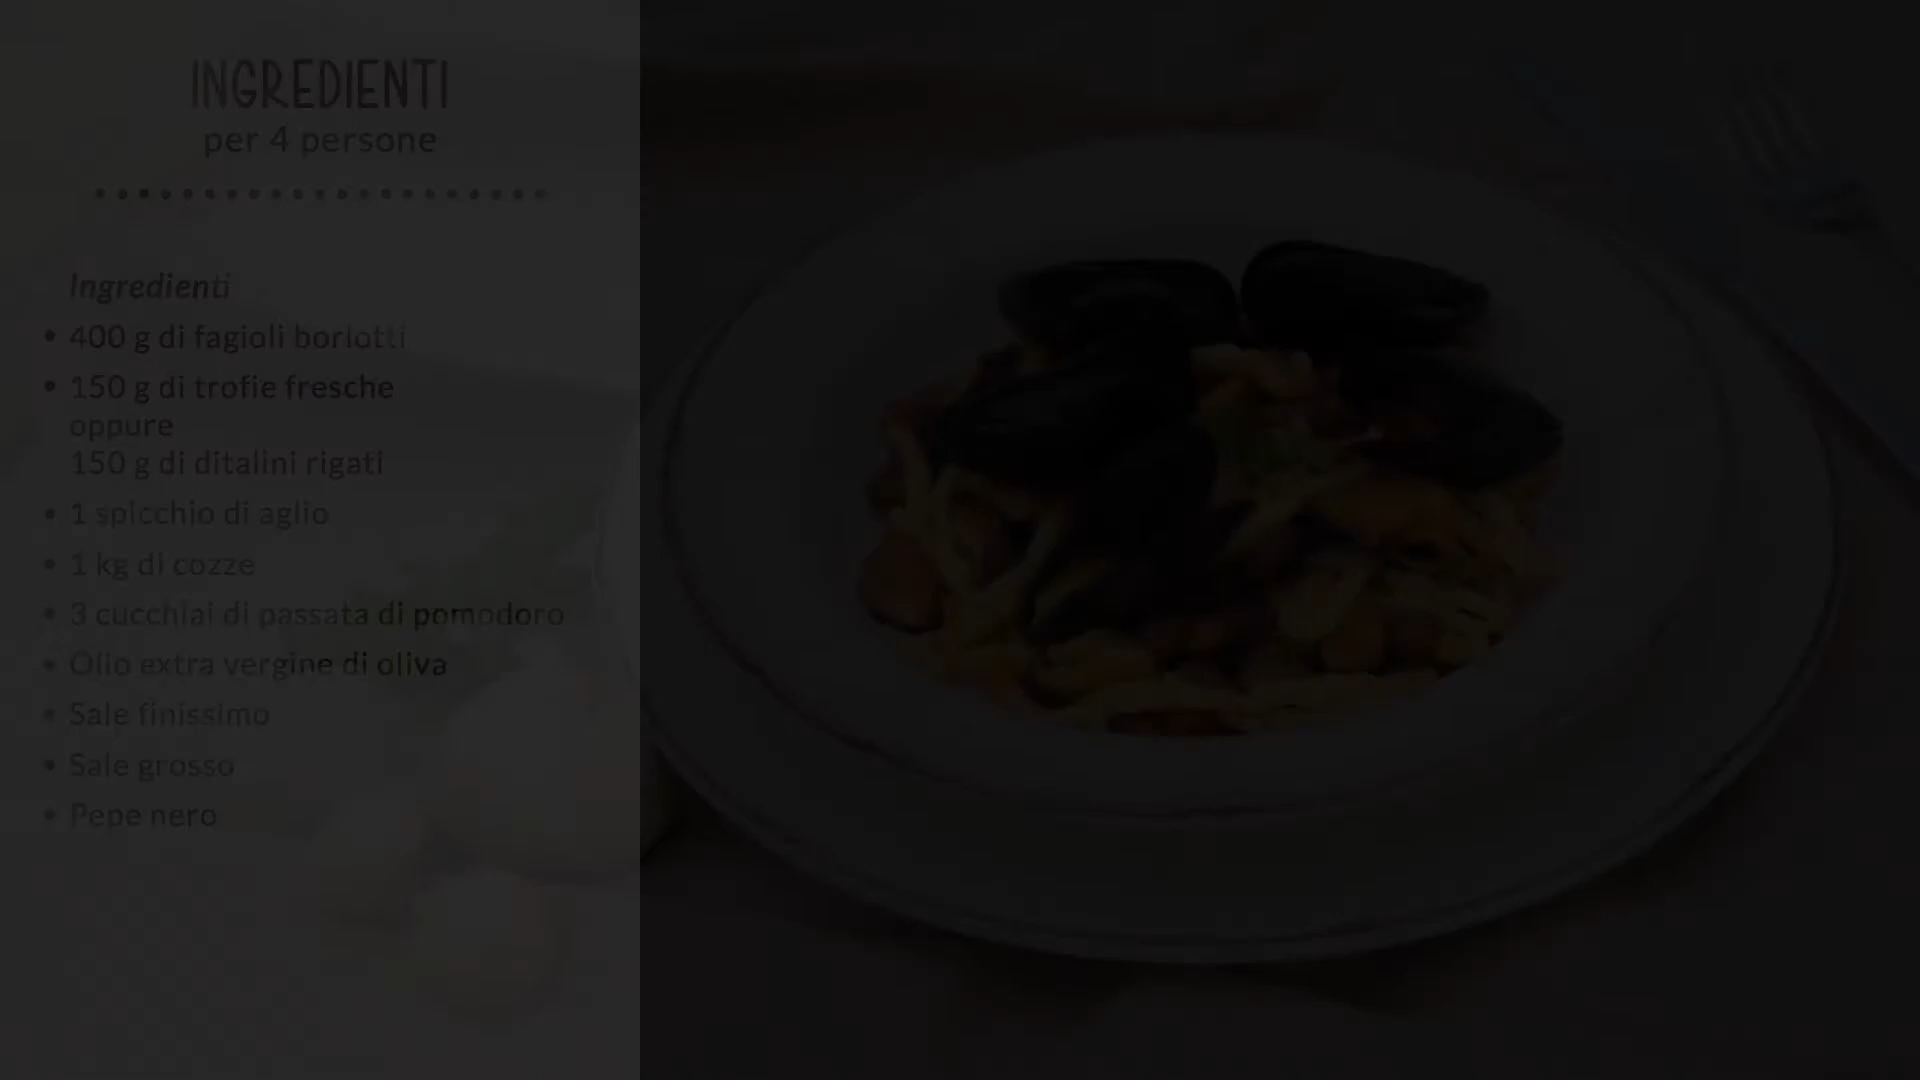 INGREDIENTI
per 4 persone
Ingredienti
• 400 g di fagioli borlotti
• 150 g di trofie fresche
oppure
150 g di ditalini rigati
• 1 spicchio di aglio
• 1 kg di cozze
• 3 cucchiai di passata di pomodoro
• Olio extra vergine di oliva
• Sale finissimo
• Sale grosso
• Pepe nero